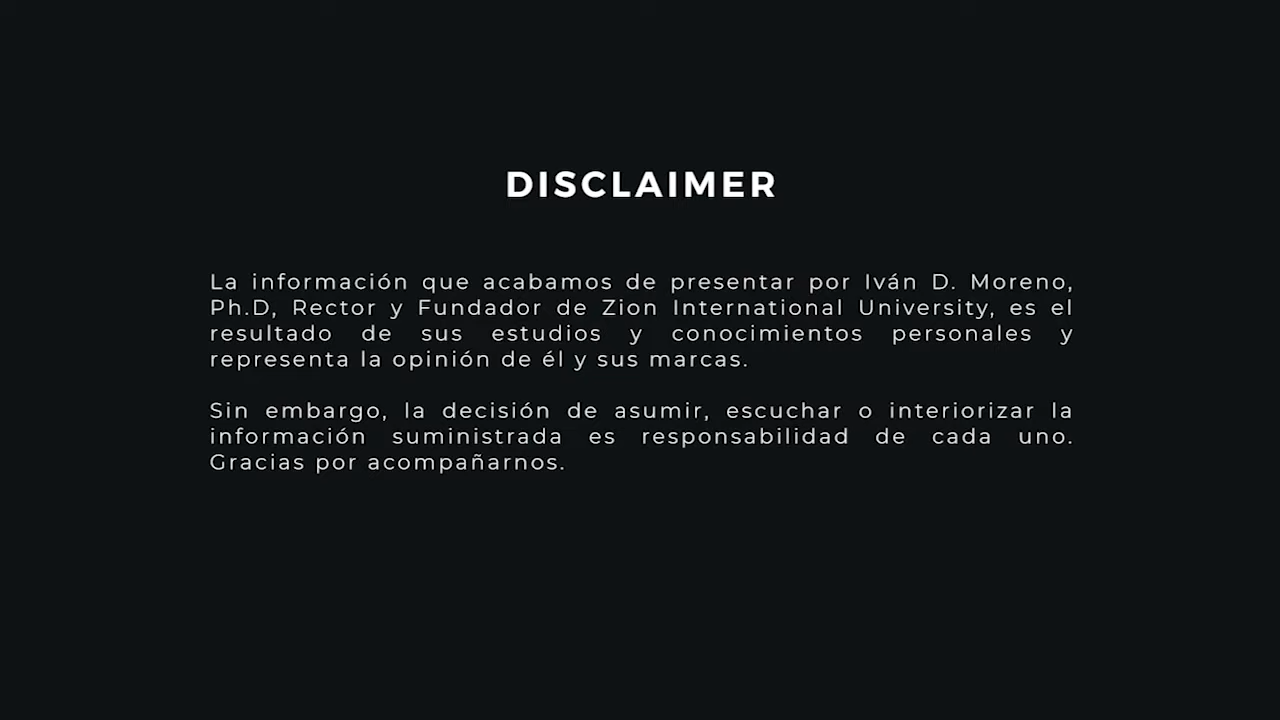 DISCLAIMER
La información que acabamos de presentar por Iván D. Moreno,
Ph.D, Rector y Fundador de Zion International University, es el
resultado de sus estudios y conocimientos personales y
representa la opinión de él y sus marcas.
Sin embargo, la decisión de asumir, escuchar o interiorizar la
información suministrada es responsabilidad de cada uno.
Gracias por acompañarnos.